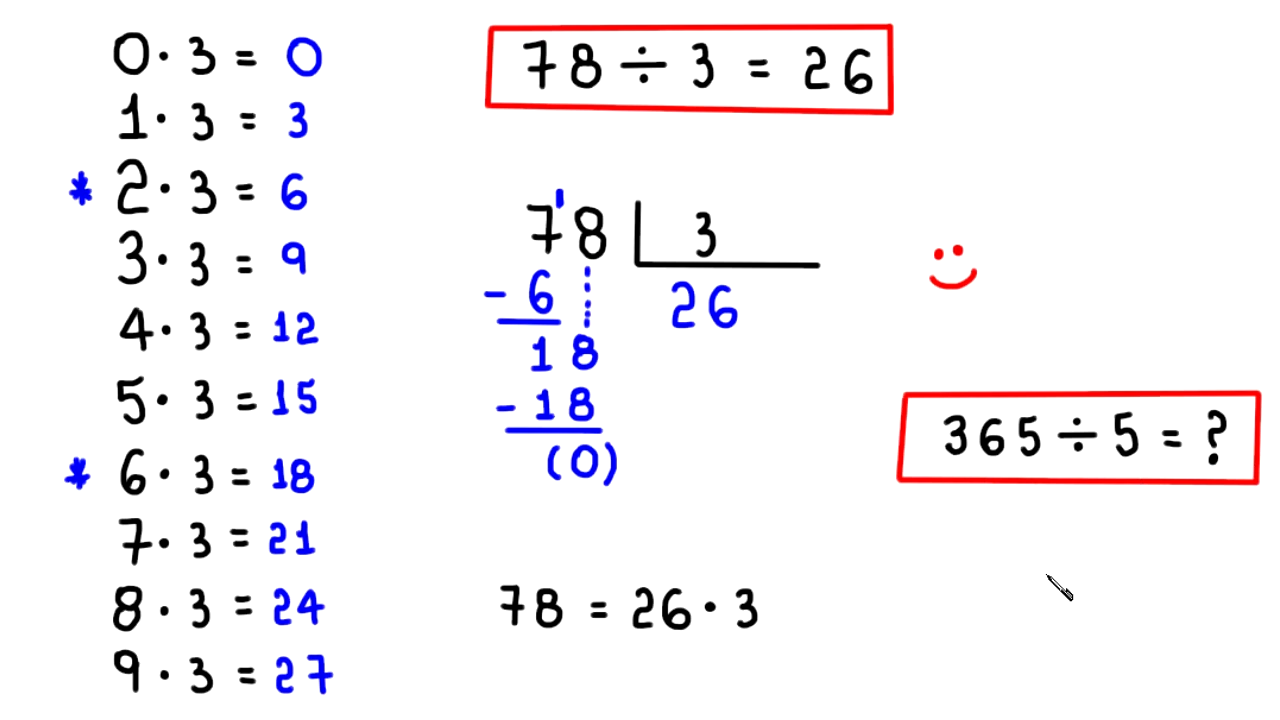 0 · 3 = 0
1 · 3 = 3
* 2 · 3 = 6
3 · 3 = 9
4 · 3 = 12
5 · 3 = 15
* 6 · 3 = 18
7 · 3 = 21
8 · 3 = 24
9 · 3 = 27
78 ÷ 3 = 26
7'8 3
- 6 26
18
- 18
(0)
78 = 26 · 3
365 ÷ 5 = ?